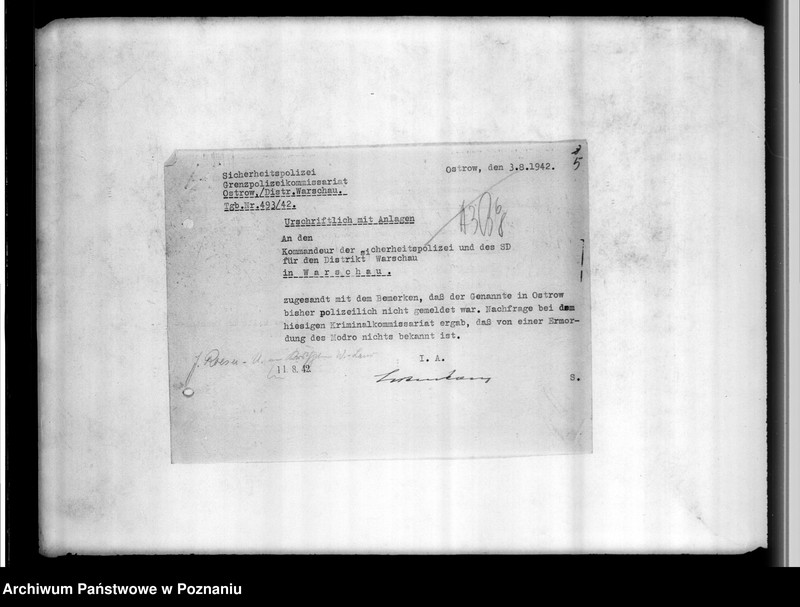 8
5
Sicherheitspolizei
Grenzpolizeikommissariat
Ostrow./Distr.Warschau.
Tgb.Nr.493/42.
Ostrow, den 3.8.1942.
Urschriftlich mit Anlagen
An den
Kommandeur der Sicherheitspolizei und des SD
für den Distrikt Warschau
in W a r s c h a u .
zugesandt mit dem Bemerken, daß der Genannte in Ostrow
bisher polizeilich nicht gemeldet war. Nachfrage bei dem
hiesigen Kriminalkommissariat ergab, daß von einer Ermor-
dung des Modro nichts bekannt ist.
I. A.
11.8.42
S.
Archiwum Państwowe w Poznaniu